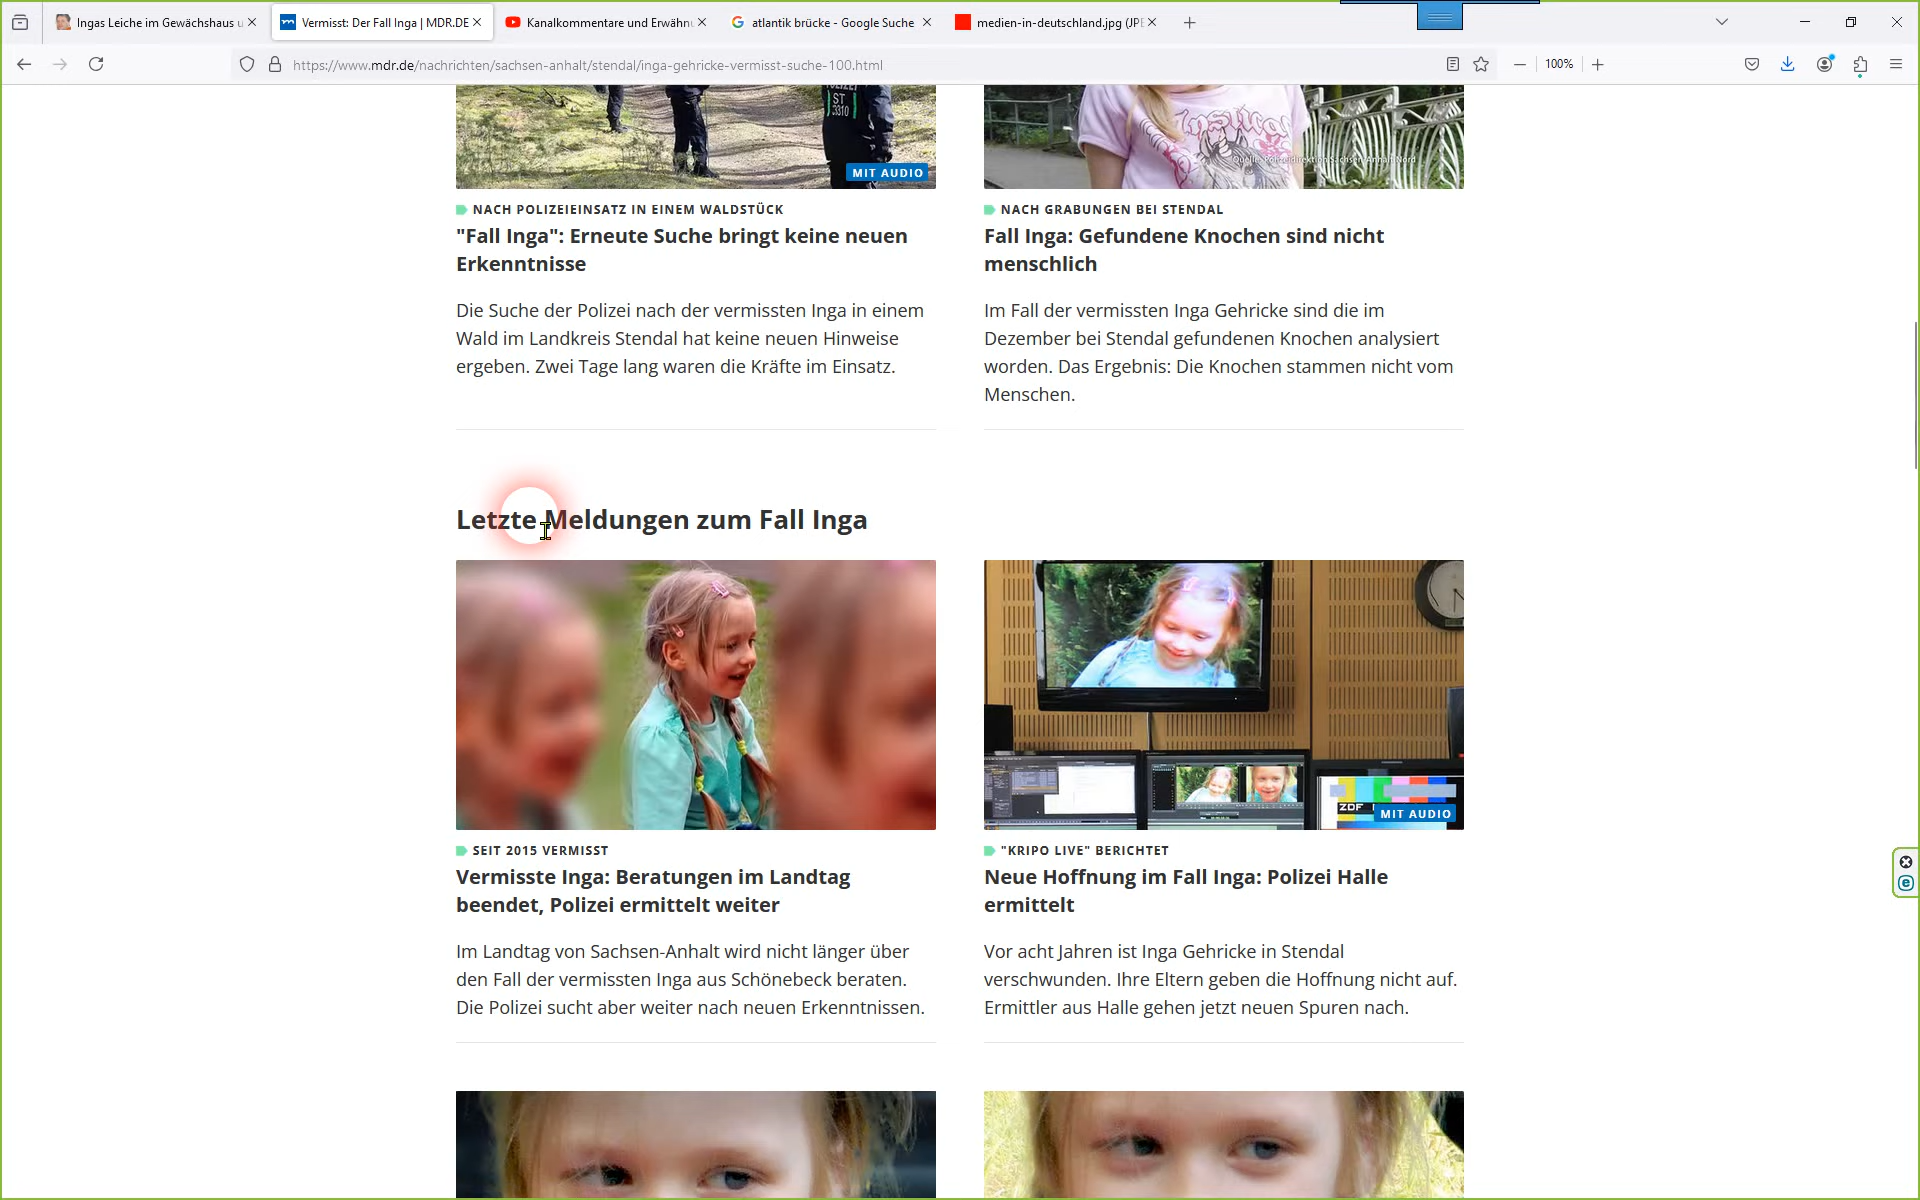 Ingas Leiche im Gewächshaus u
Vermisst: Der Fall Inga | MDR.DE
Kanalkommentare und Erwähnu
atlantik brücke - Google Suche
medien-in-deutschland.jpg (JPE
https://www.mdr.de/nachrichten/sachsen-anhalt/stendal/inga-gehricke-vermisst-suche-100.html
100%
POLIZEI
ST
3310
MIT AUDIO
Quelle: Polizeidirektion Sachsen-Anhalt Nord
NACH POLIZEIEINSATZ IN EINEM WALDSTÜCK
"Fall Inga": Erneute Suche bringt keine neuen
Erkenntnisse
Die Suche der Polizei nach der vermissten Inga in einem
Wald im Landkreis Stendal hat keine neuen Hinweise
ergeben. Zwei Tage lang waren die Kräfte im Einsatz.
NACH GRABUNGEN BEI STENDAL
Fall Inga: Gefundene Knochen sind nicht
menschlich
Im Fall der vermissten Inga Gehricke sind die im
Dezember bei Stendal gefundenen Knochen analysiert
worden. Das Ergebnis: Die Knochen stammen nicht vom
Menschen.
Letzte Meldungen zum Fall Inga
SEIT 2015 VERMISST
Vermisste Inga: Beratungen im Landtag
beendet, Polizei ermittelt weiter
Im Landtag von Sachsen-Anhalt wird nicht länger über
den Fall der vermissten Inga aus Schönebeck beraten.
Die Polizei sucht aber weiter nach neuen Erkenntnissen.
ZDF
MIT AUDIO
"KRIPO LIVE" BERICHTET
Neue Hoffnung im Fall Inga: Polizei Halle
ermittelt
Vor acht Jahren ist Inga Gehricke in Stendal
verschwunden. Ihre Eltern geben die Hoffnung nicht auf.
Ermittler aus Halle gehen jetzt neuen Spuren nach.